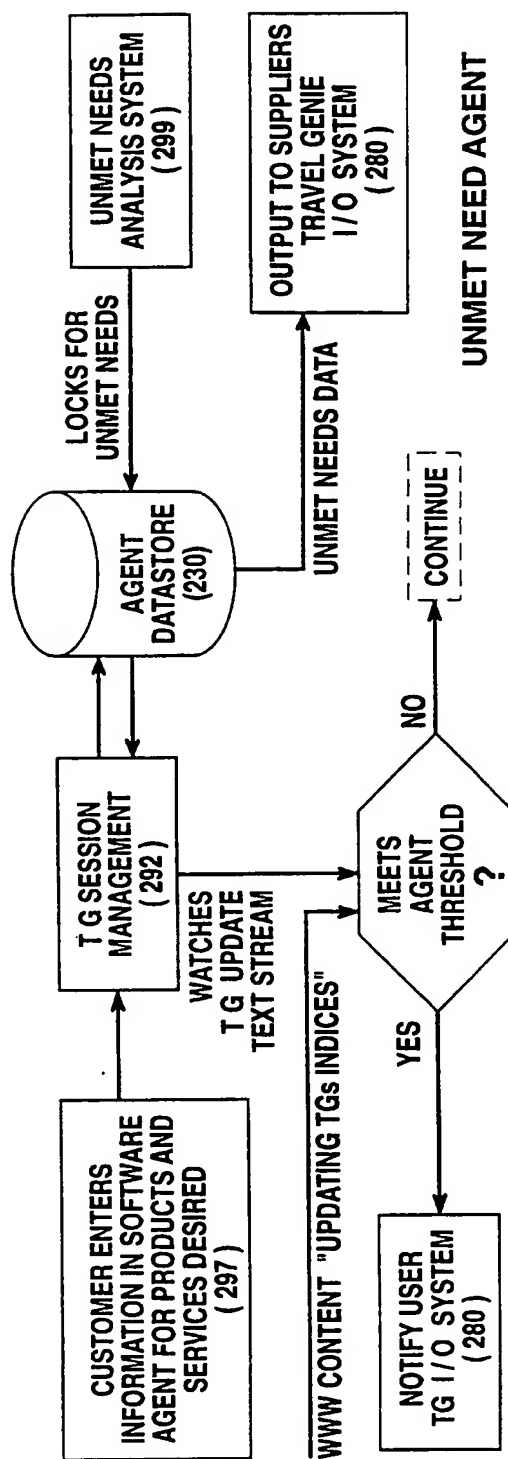 CUSTOMER ENTERS
INFORMATION IN SOFTWARE
AGENT FOR PRODUCTS AND
SERVICES DESIRED
( 297 )
T G SESSION
MANAGEMENT
( 292 )
AGENT
DATASTORE
(230)
LOCKS FOR
UNMET NEEDS
UNMET NEEDS
ANALYSIS SYSTEM
( 299 )
WATCHES
T G UPDATE
TEXT STREAM
UNMET NEEDS DATA
OUTPUT TO SUPPLIERS
TRAVEL GENIE
I / O SYSTEM
( 280 )
WWW CONTENT "UPDATING TGs INDICES"
MEETS
AGENT
THRESHOLD
?
YES
NO
NOTIFY USER
TG I / O SYSTEM
( 280 )
CONTINUE
UNMET NEED AGENT